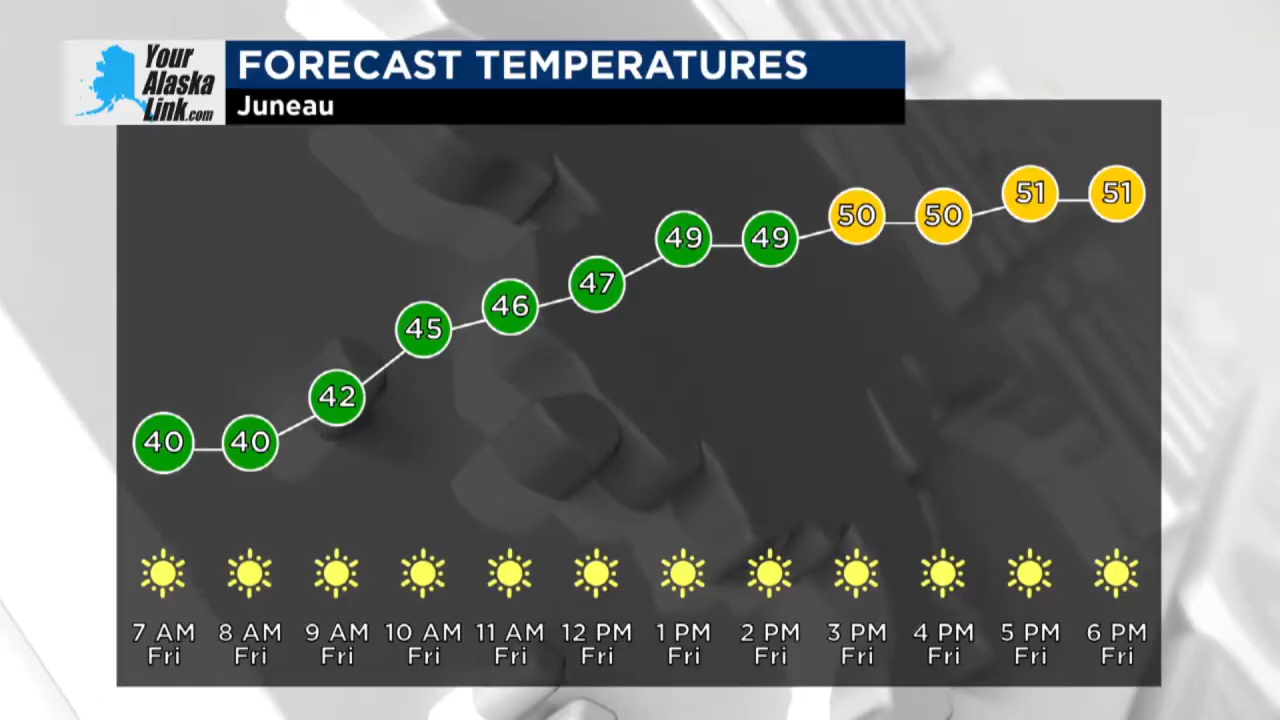 Your
Alaska
Link.com
FORECAST TEMPERATURES
Juneau
40 40 42 45 46 47 49 49 50 50 51 51
7 AM 8 AM 9 AM 10 AM 11 AM 12 PM 1 PM 2 PM 3 PM 4 PM 5 PM 6 PM
Fri Fri Fri Fri Fri Fri Fri Fri Fri Fri Fri Fri